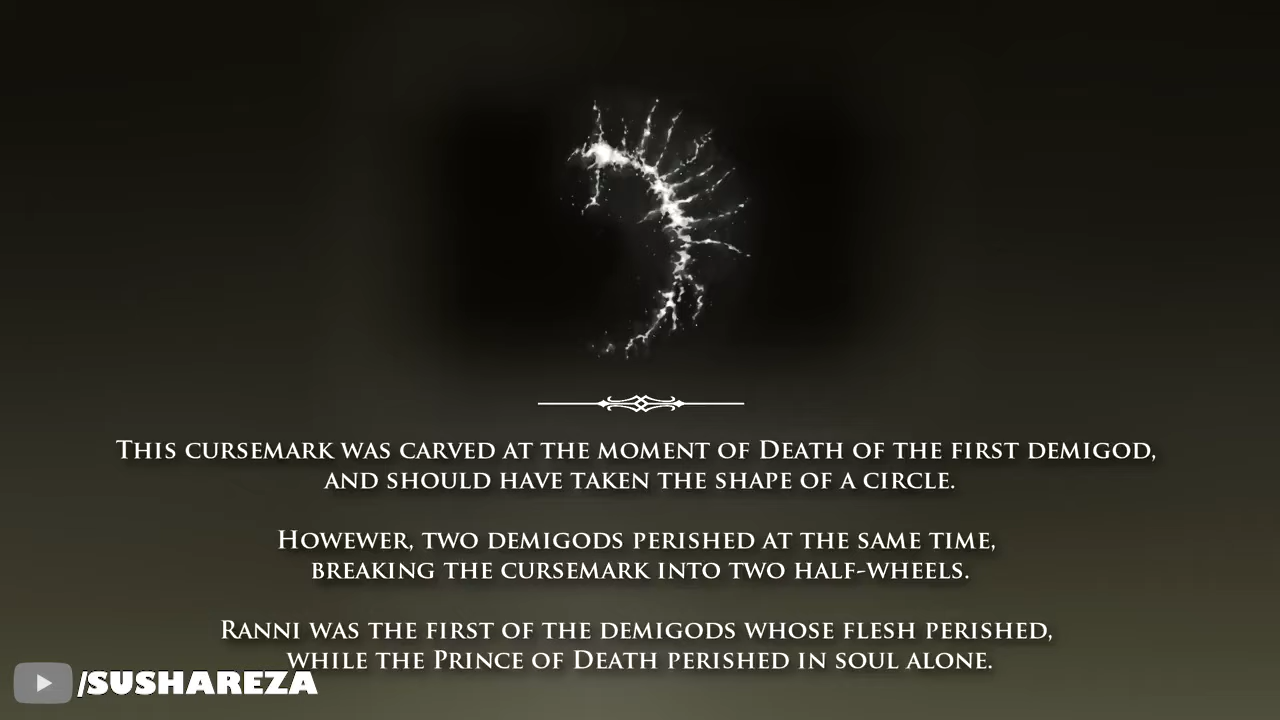 This cursemark was carved at the moment of Death of the first demigod,
and should have taken the shape of a circle.
Howewer, two demigods perished at the same time,
breaking the cursemark into two half-wheels.
Ranni was the first of the demigods whose flesh perished,
while the Prince of Death perished in soul alone.
/SUSHAREZA